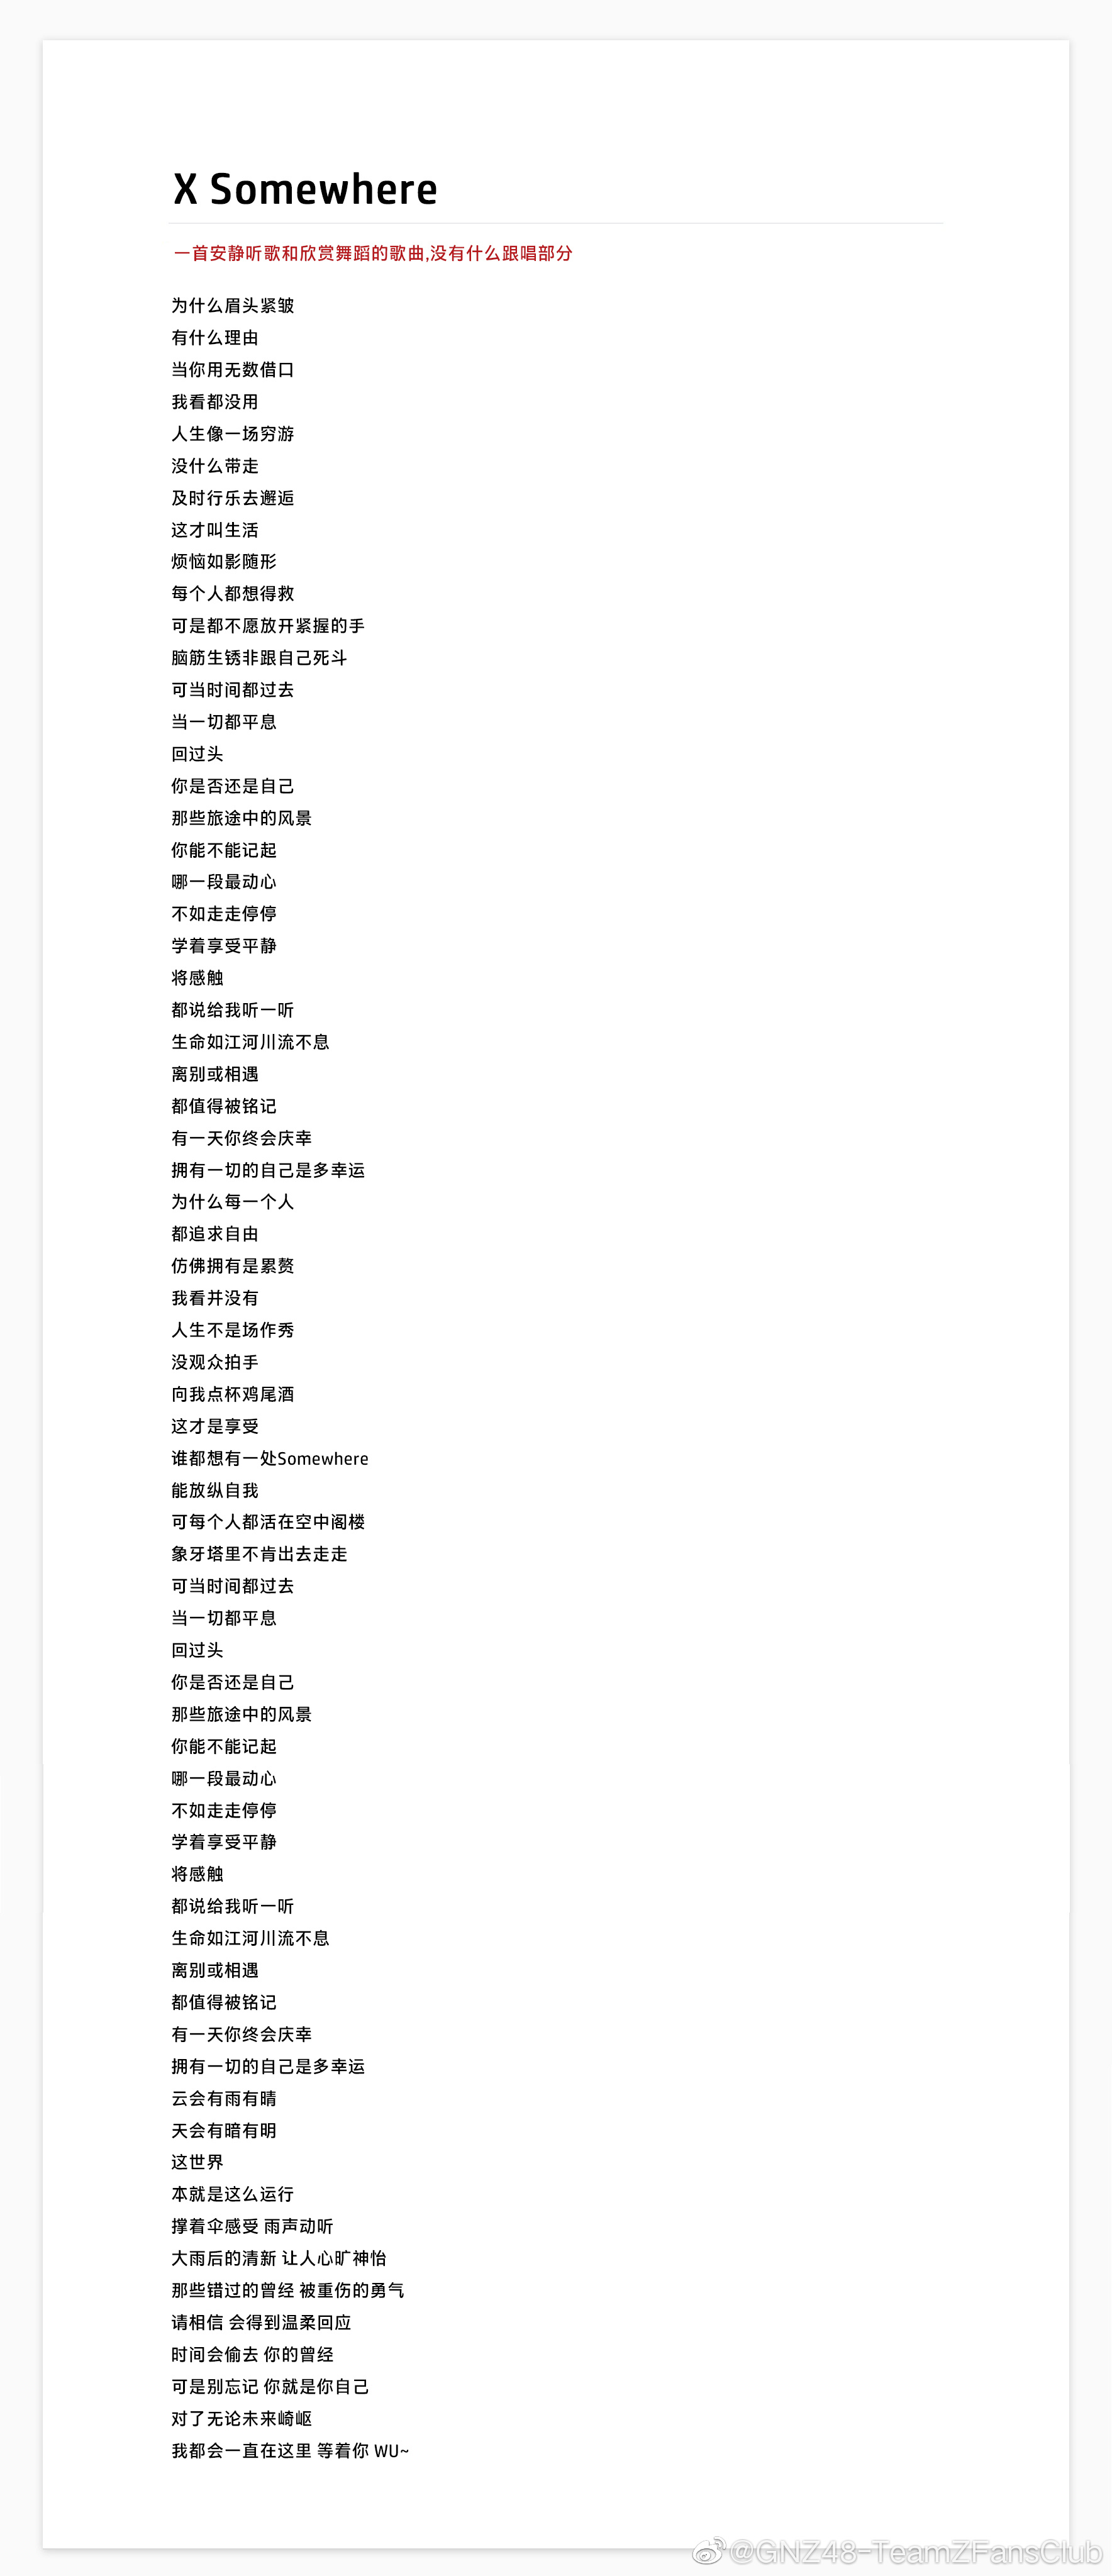 X Somewhere
一首安静听歌和欣赏舞蹈的歌曲,没有什么跟唱部分
为什么眉头紧皱
有什么理由
当你用无数借口
我看都没用
人生像一场穷游
没什么带走
及时行乐去邂逅
这才叫生活
烦恼如影随形
每个人都想得救
可是都不愿放开紧握的手
脑筋生锈非跟自己死斗
可当时间都过去
当一切都平息
回过头
你是否还是自己
那些旅途中的风景
你能不能记起
哪一段最动心
不如走走停停
学着享受平静
将感触
都说给我听一听
生命如江河川流不息
离别或相遇
都值得被铭记
有一天你终会庆幸
拥有一切的自己是多幸运
为什么每一个人
都追求自由
仿佛拥有是累赘
我看并没有
人生不是场作秀
没观众拍手
向我点杯鸡尾酒
这才是享受
谁都想有一处Somewhere
能放纵自我
可每个人都活在空中阁楼
象牙塔里不肯出去走走
可当时间都过去
当一切都平息
回过头
你是否还是自己
那些旅途中的风景
你能不能记起
哪一段最动心
不如走走停停
学着享受平静
将感触
都说给我听一听
生命如江河川流不息
离别或相遇
都值得被铭记
有一天你终会庆幸
拥有一切的自己是多幸运
云会有雨有晴
天会有暗有明
这世界
本就是这么运行
撑着伞感受 雨声动听
大雨后的清新 让人心旷神怡
那些错过的曾经 被重伤的勇气
请相信 会得到温柔回应
时间会偷去 你的曾经
可是别忘记 你就是你自己
对了无论未来崎岖
我都会一直在这里 等着你 WU~
@GNZ48-TeamZFansClub